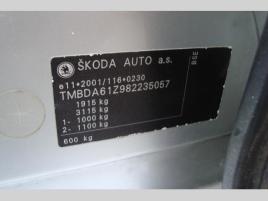 ŠKODA AUTO a.s.
e11*2001/116*0230
TMBDA61Z982235057
1915 kg
3115 kg
1- 1000 kg
2- 1100 kg
600 kg
BSE